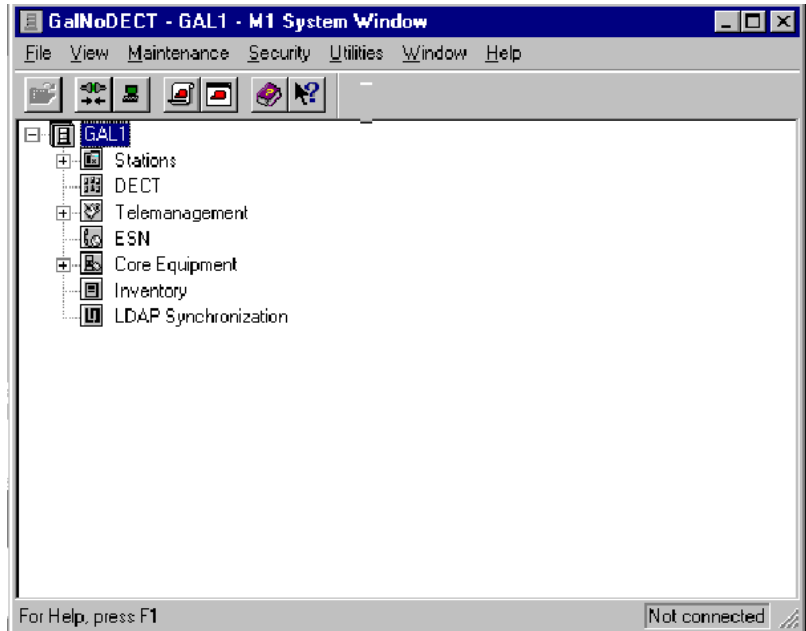 GalNoDECT - GAL1 - M1 System Window
File View Maintenance Security Utilities Window Help
GAL1
Stations
DECT
Telemanagement
ESN
Core Equipment
Inventory
LDAP Synchronization
For Help, press F1 Not connected